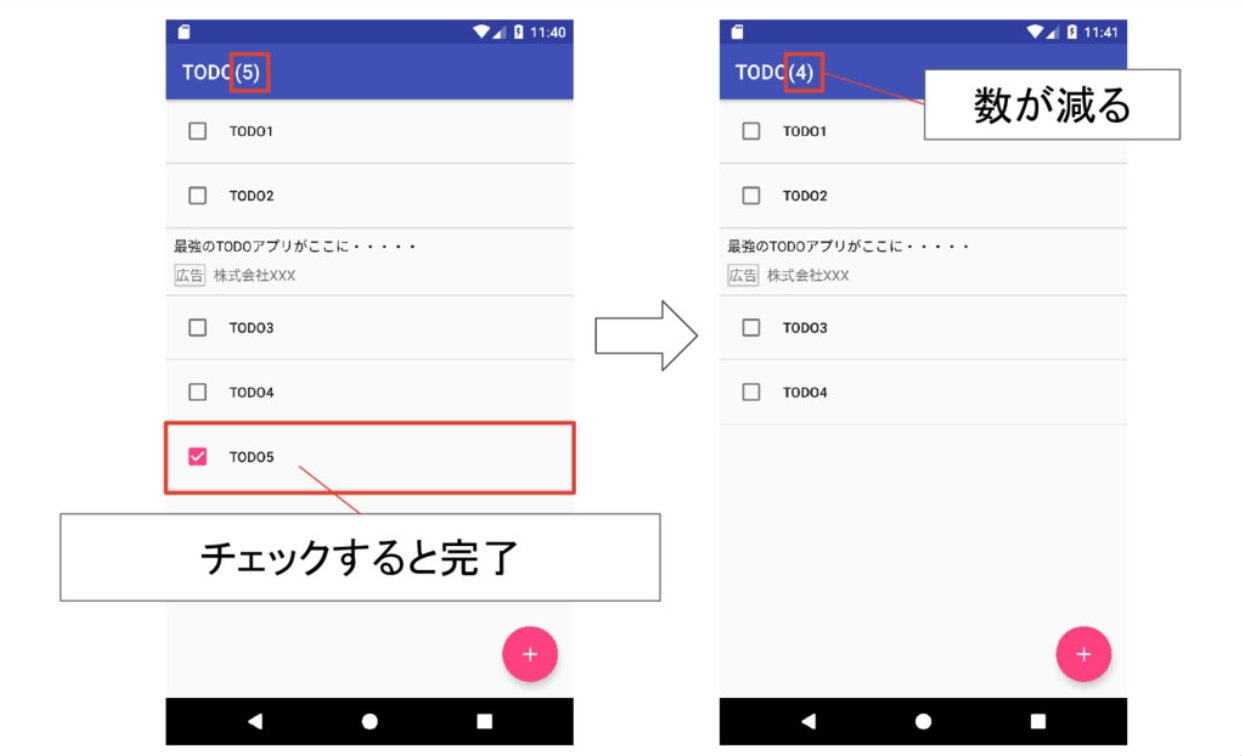 11:40
TODO(5)
TODO1
TODO2
最強のTODOアプリがここに・・・・・
広告 株式会社XXX
TODO3
TODO4
TODO5
チェックすると完了
+
11:41
TODO(4)
数が減る
TODO1
TODO2
最強のTODOアプリがここに・・・・・
広告 株式会社XXX
TODO3
TODO4
+